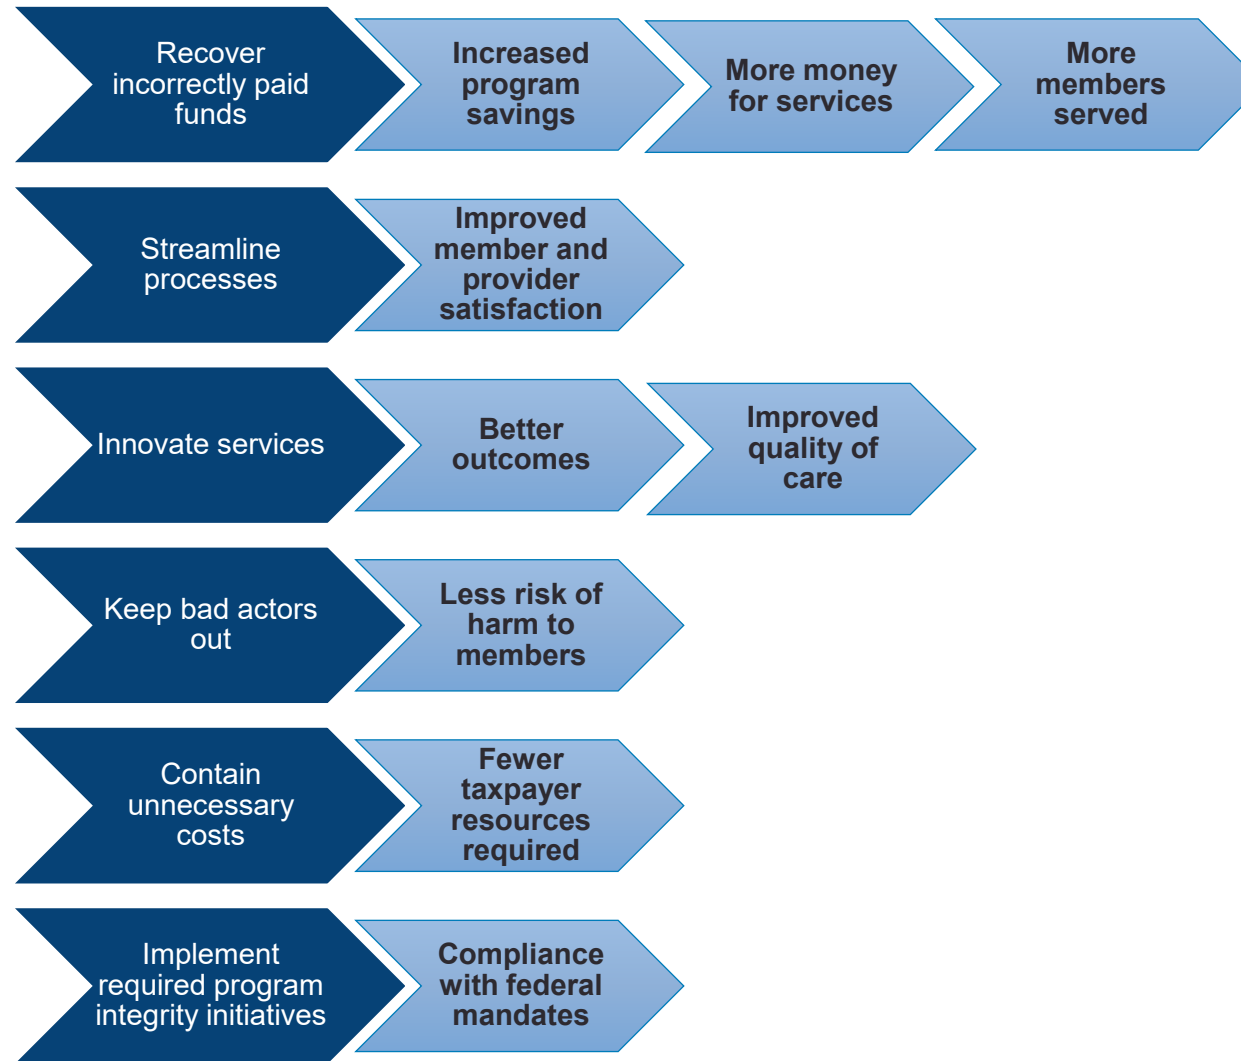 Recover
incorrectly paid
funds
Increased
program
savings
More money
for services
More
members
served
Streamline
processes
Improved
member and
provider
satisfaction
Innovate services
Better
outcomes
Improved
quality of
care
Keep bad actors
out
Less risk of
harm to
members
Contain
unnecessary
costs
Fewer
taxpayer
resources
required
Implement
required program
integrity initiatives
Compliance
with federal
mandates